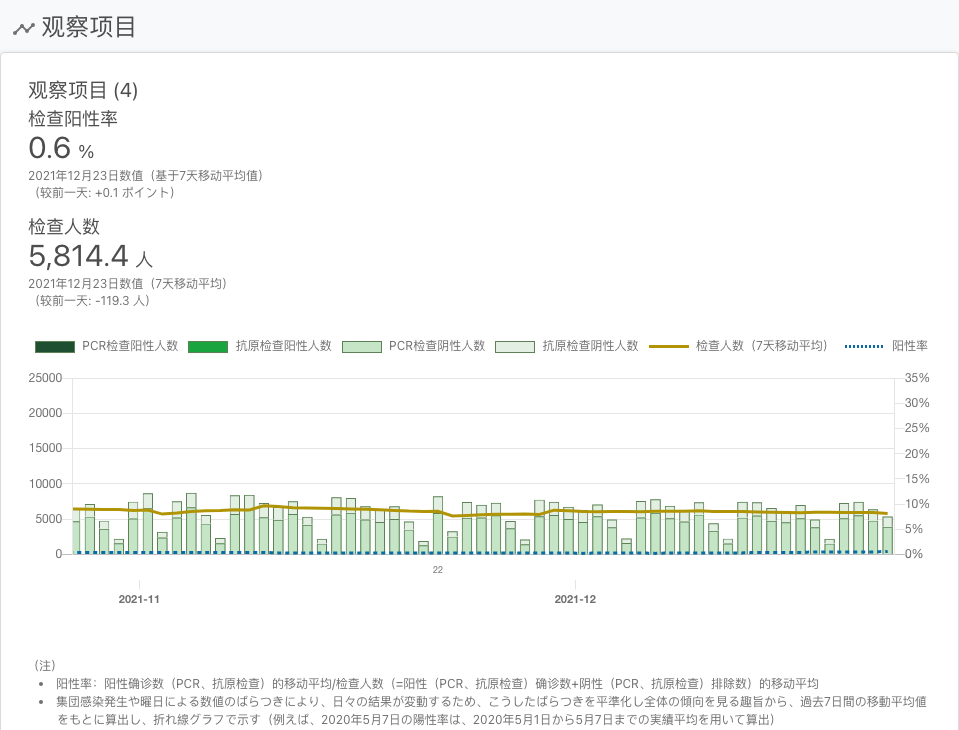 观察项目
观察项目 (4)
检查阳性率
0.6 %
2021年12月23日数值（基于7天移动平均值）
（较前一天: +0.1 ポイント）
检查人数
5,814.4 人
2021年12月23日数值（7天移动平均）
（较前一天: -119.3 人）
PCR检查阳性人数 抗原检查阳性人数 PCR检查阴性人数 抗原检查阴性人数 检查人数（7天移动平均） 阳性率
25000 35%
30%
20000
25%
15000 20%
15%
10000
10%
5000 5%
0 0%
22
2021-11 2021-12
（注）
• 阳性率：阳性确诊数（PCR、抗原检查）的移动平均/检查人数（=阳性（PCR、抗原检查）确诊数+阴性（PCR、抗原检查）排除数）的移动平均
• 集団感染発生や曜日による数値のばらつきにより、日々の結果が変動するため、こうしたばらつきを平準化し全体の傾向を見る趣旨から、過去7日間の移動平均値
をもとに算出し、折れ線グラフで示す（例えば、2020年5月7日の陽性率は、2020年5月1日から5月7日までの実績平均を用いて算出）